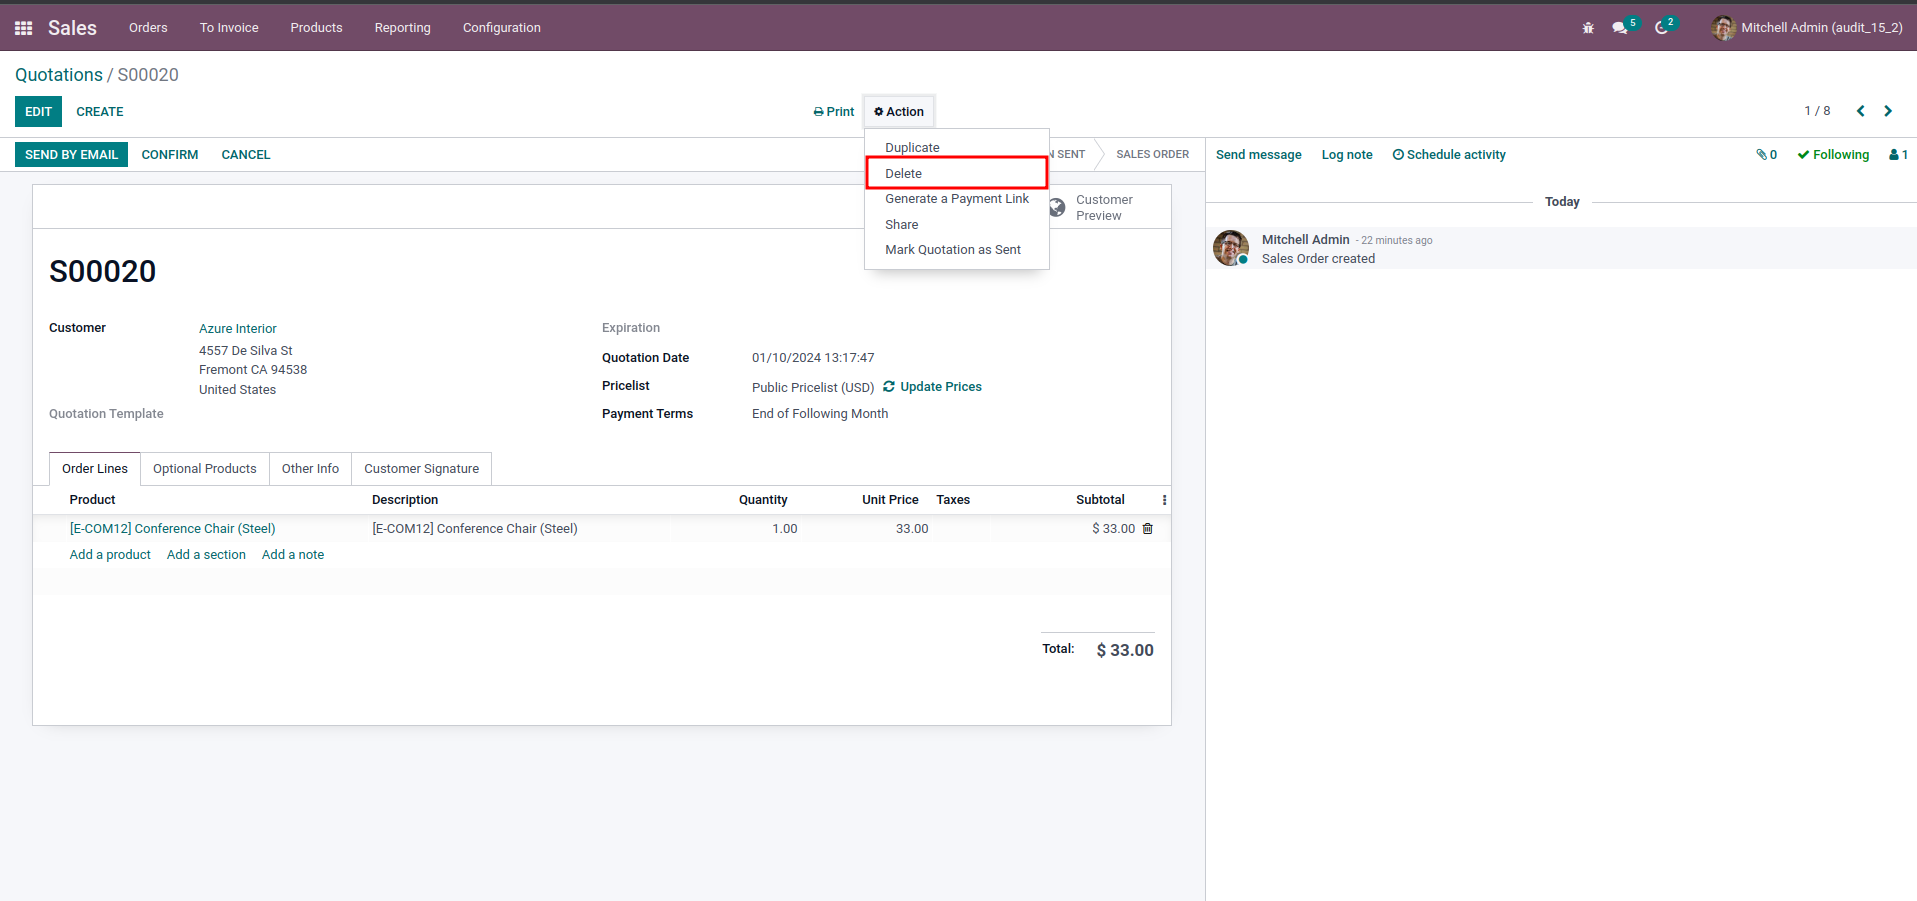 Sales Orders To Invoice Products Reporting Configuration 5 2 Mitchell Admin (audit_15_2)
Quotations / S00020
EDIT CREATE Print Action 1 / 8
SEND BY EMAIL CONFIRM CANCEL N SENT SALES ORDER Send message Log note Schedule activity 0 Following 1
Duplicate
Delete
Generate a Payment Link
Share
Mark Quotation as Sent
Customer
Preview
Today
Mitchell Admin - 22 minutes ago
Sales Order created
S00020
Customer Azure Interior
4557 De Silva St
Fremont CA 94538
United States
Quotation Template
Expiration
Quotation Date 01/10/2024 13:17:47
Pricelist Public Pricelist (USD) Update Prices
Payment Terms End of Following Month
Order Lines Optional Products Other Info Customer Signature
Product Description Quantity Unit Price Taxes Subtotal
[E-COM12] Conference Chair (Steel) [E-COM12] Conference Chair (Steel) 1.00 33.00 $ 33.00
Add a product Add a section Add a note
Total: $ 33.00